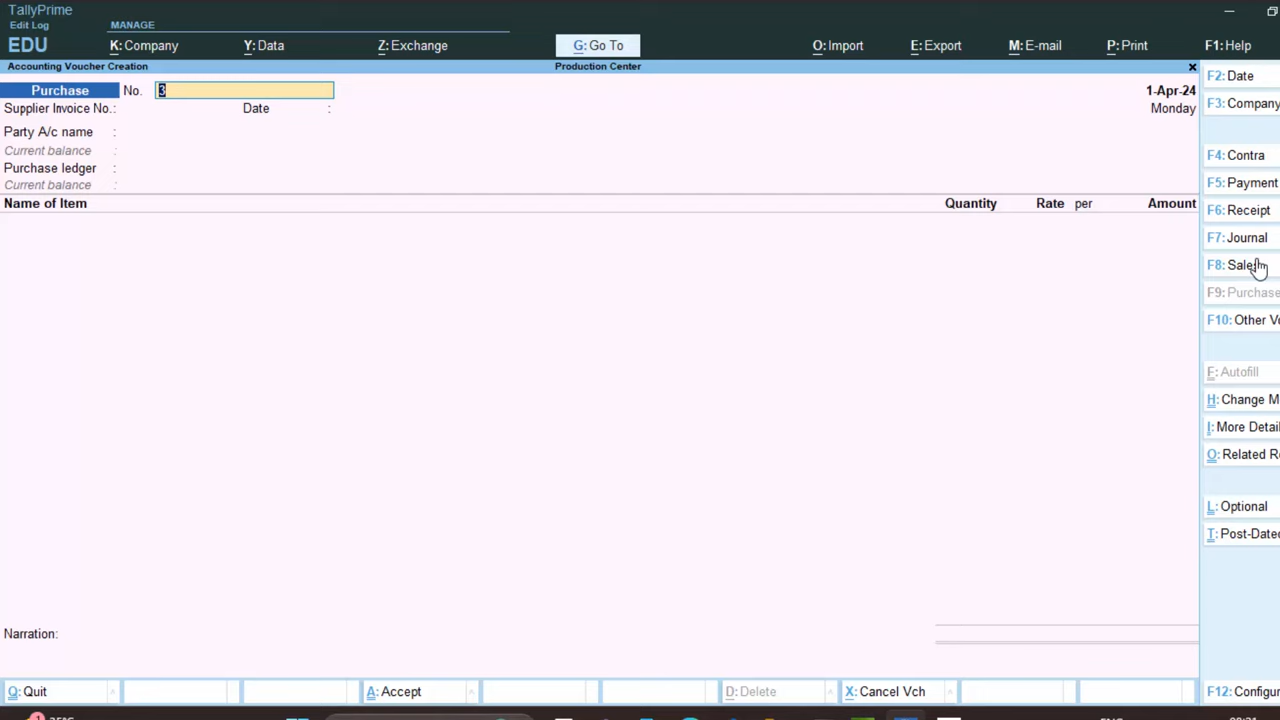 TallyPrime
Edit Log
MANAGE
EDU
K: Company
Y: Data
Z: Exchange
G: Go To
O: Import
E: Export
M: E-mail
P: Print
F1: Help
Accounting Voucher Creation
Production Center
Purchase No. 3
1-Apr-24
Supplier Invoice No. :
Date :
Monday
Party A/c name :
Current balance :
Purchase ledger :
Current balance :
Name of Item
Quantity
Rate per
Amount
F2: Date
F3: Company
F4: Contra
F5: Payment
F6: Receipt
F7: Journal
F8: Sale
F9: Purchase
F10: Other Vo
F: Autofill
H: Change M
I: More Detai
O: Related Re
L: Optional
T: Post-Dated
Narration:
Q: Quit
A: Accept
D: Delete
X: Cancel Vch
F12: Configur